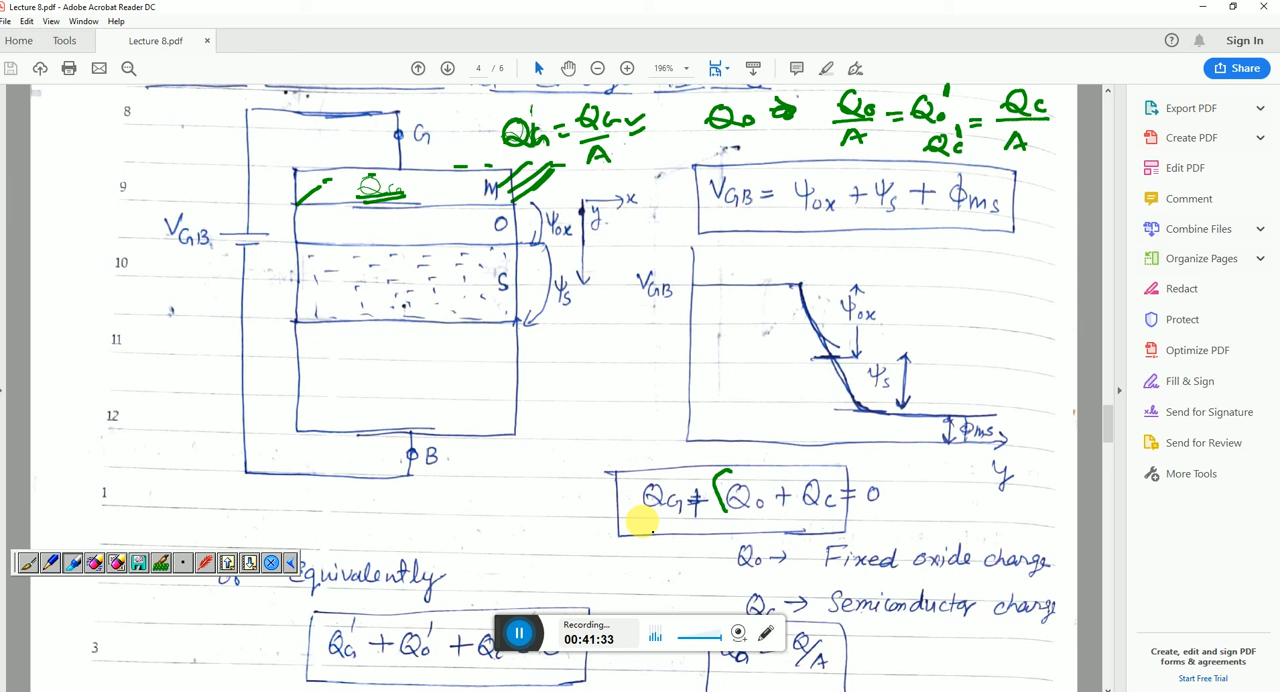 Lecture 8.pdf - Adobe Acrobat Reader DC
File Edit View Window Help
Home Tools Lecture 8.pdf × Sign In
4 / 6 196% Share
8
G
Q'G = QG/A
Q0 → Q0/A = Q'0
Q'C = QC/A
9
QG
M
VGB = ψox + ψs + ϕms
O
ψox
x
y
VGB
10
S
ψs
VGB
ψox
11
ψs
12
ϕms
B
y
QG + Q0 + QC = 0
1
Q0 → Fixed oxide charge
Equivalently
Semiconductor charge
3
Q'G + Q'0 +
Q/A
Recording...
00:41:33
Export PDF
Create PDF
Edit PDF
Comment
Combine Files
Organize Pages
Redact
Protect
Optimize PDF
Fill & Sign
Send for Signature
Send for Review
More Tools
Create, edit and sign PDF
forms & agreements
Start Free Trial